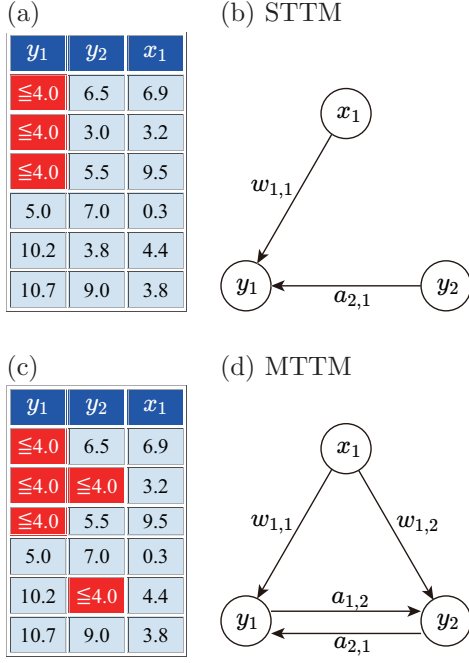 (a)
y₁ y₂ x₁
≦4.0 6.5 6.9
≦4.0 3.0 3.2
≦4.0 5.5 9.5
5.0 7.0 0.3
10.2 3.8 4.4
10.7 9.0 3.8
(b) STTM
x₁
w₁,₁
y₁ y₂
a₂,₁
(c)
y₁ y₂ x₁
≦4.0 6.5 6.9
≦4.0 ≦4.0 3.2
≦4.0 5.5 9.5
5.0 7.0 0.3
10.2 ≦4.0 4.4
10.7 9.0 3.8
(d) MTTM
x₁
w₁,₁ w₁,₂
a₁,₂
y₁ y₂
a₂,₁